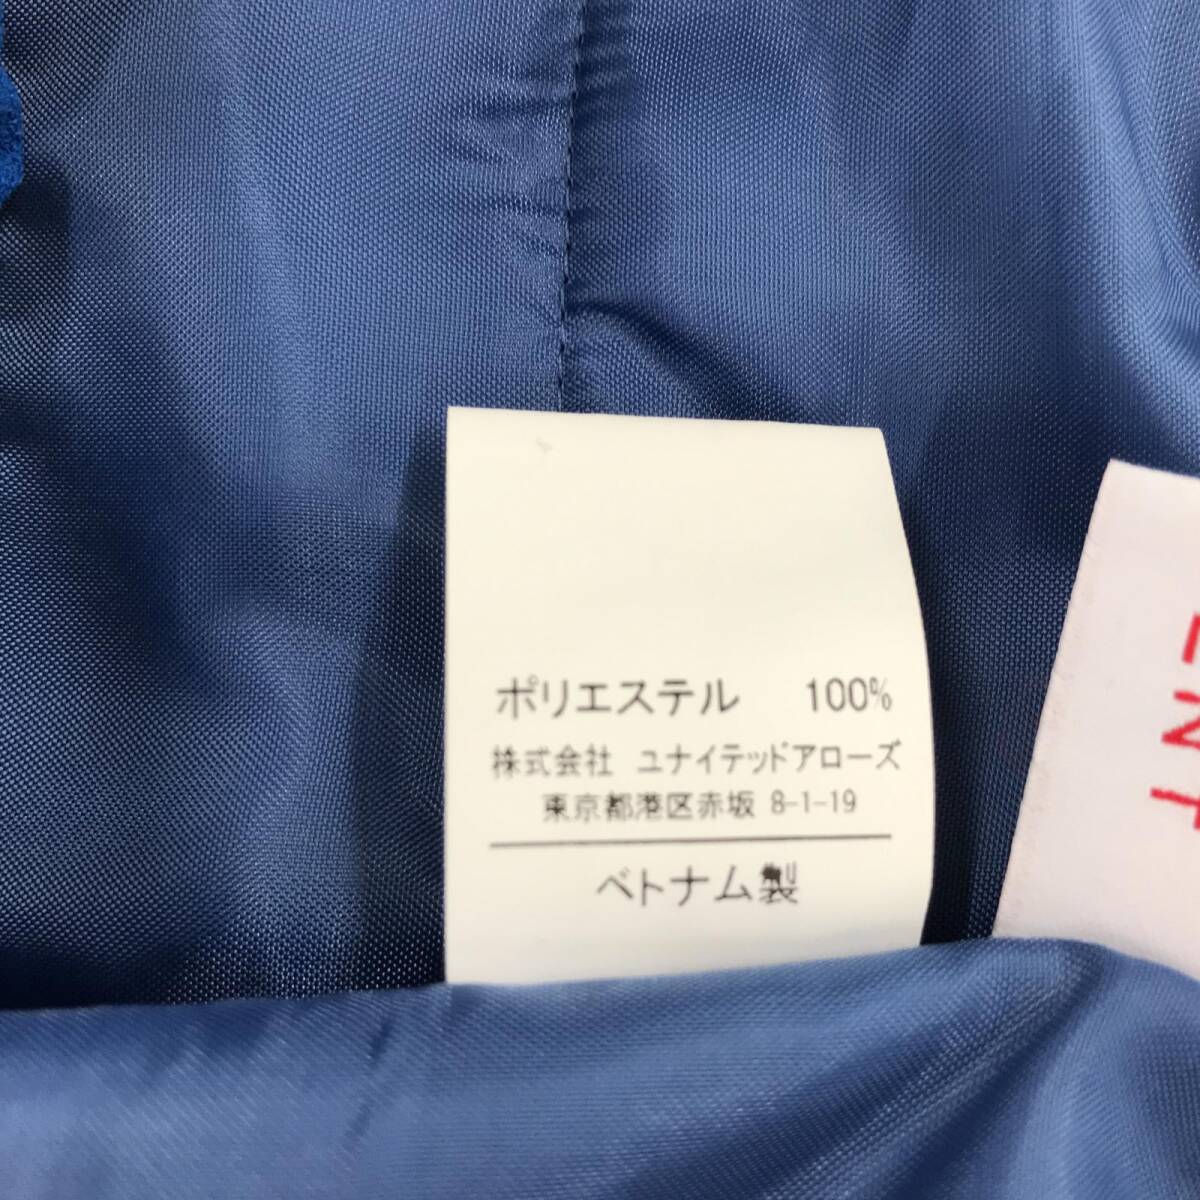 ポリエステル 100%
株式会社 ユナイテッドアローズ
東京都港区赤坂 8-1-19
ベトナム製